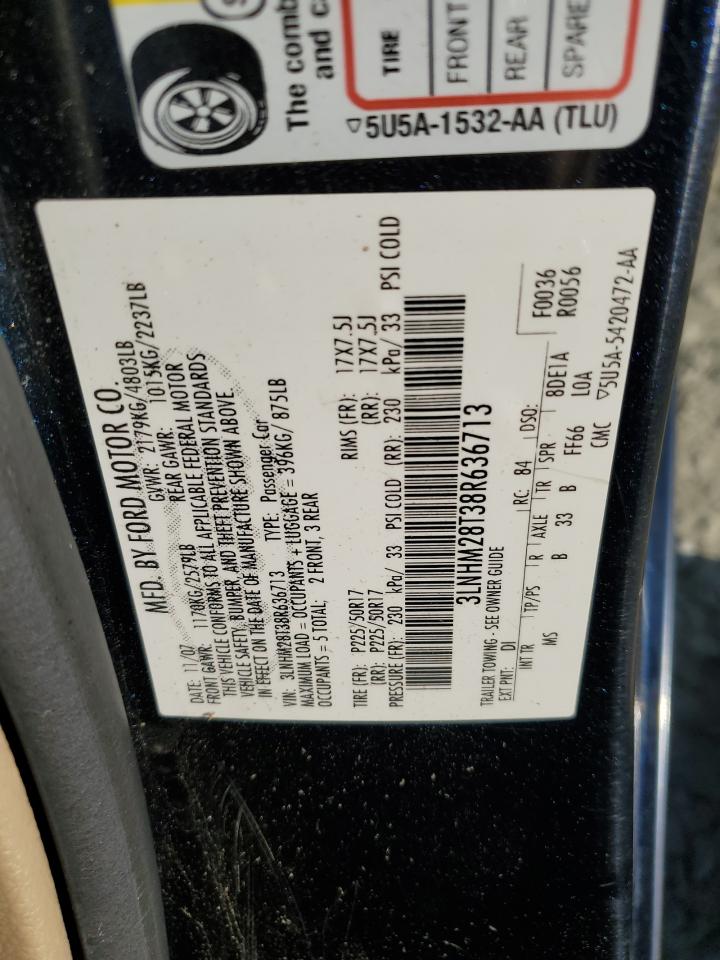 The comb
and ca
TIRE
FRONT
REAR
SPARE
▽5U5A-1532-AA (TLU)
MFD. BY FORD MOTOR CO.
DATE: 11/07 GVWR: 2179KG/4803LB
FRONT GAWR: 1170KG/2579LB REAR GAWR: 1015KG/2237LB
THIS VEHICLE CONFORMS TO ALL APPLICABLE FEDERAL MOTOR
VEHICLE SAFETY, BUMPER, AND THEFT PREVENTION STANDARDS
IN EFFECT ON THE DATE OF MANUFACTURE SHOWN ABOVE.
VIN: 3LNHM28T38R636713 TYPE: Passenger Car
MAXIMUM LOAD = OCCUPANTS + LUGGAGE = 396KG/ 875LB
OCCUPANTS = 5 TOTAL; 2 FRONT, 3 REAR
TIRE (FR): P225/50R17 RIMS (FR): 17X7.5J
(RR): P225/50R17 (RR): 17X7.5J
PRESSURE (FR): 230 kPa/ 33 PSI COLD (RR): 230 kPa/ 33 PSI COLD
3LNHM28T38R636713
TRAILER TOWING - SEE OWNER GUIDE
EXT PNT: DI RC: 84 DSO: F0036
INT TR TP/PS R AXLE TR SPR 8DE1A R0056
MS B 33 B FF66 L0A
CMC ▽5U5A-5420472-AA